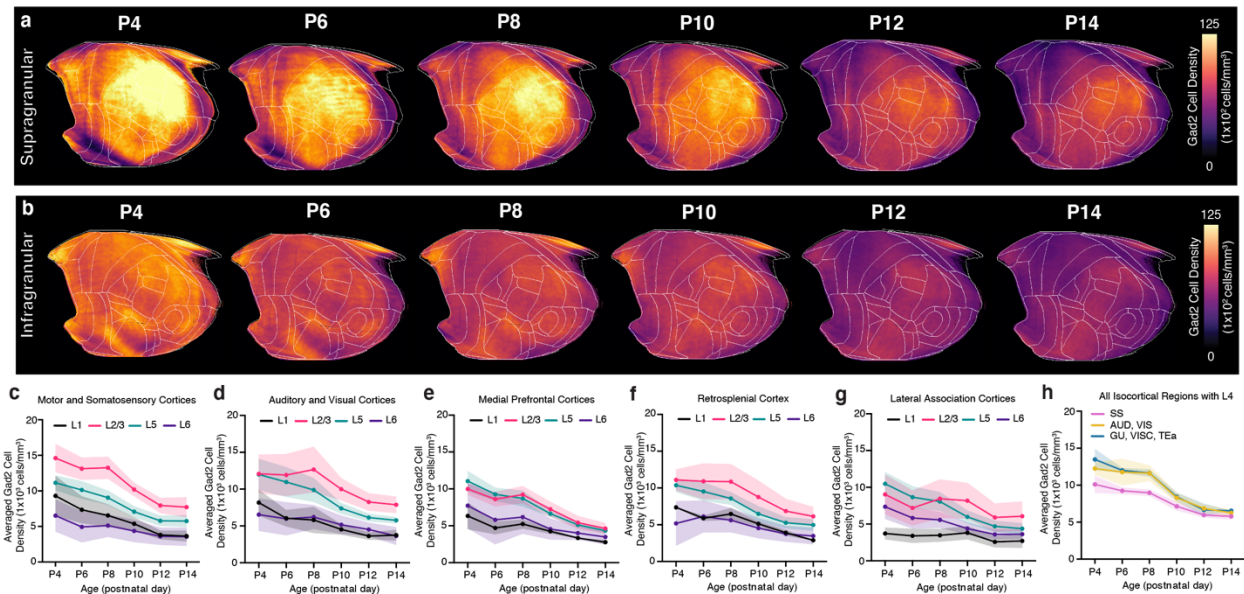 a
P4 P6 P8 P10 P12 P14
Supragranular
125
Gad2 Cell Density
(1x10² cells/mm³)
0
b
P4 P6 P8 P10 P12 P14
Infragranular
125
Gad2 Cell Density
(1x10² cells/mm³)
0
c
Motor and Somatosensory Cortices
L1 L2/3 L5 L6
Averaged Gad2 Cell
Density (1x10³ cells/mm³)
20
15
10
5
0
P4 P6 P8 P10 P12 P14
Age (postnatal day)
d
Auditory and Visual Cortices
L1 L2/3 L5 L6
Averaged Gad2 Cell
Density (1x10³ cells/mm³)
20
15
10
5
0
P4 P6 P8 P10 P12 P14
Age (postnatal day)
e
Medial Prefrontal Cortices
L1 L2/3 L5 L6
Averaged Gad2 Cell
Density (1x10³ cells/mm³)
20
15
10
5
0
P4 P6 P8 P10 P12 P14
Age (postnatal day)
f
Retrosplenial Cortex
L1 L2/3 L5 L6
Averaged Gad2 Cell
Density (1x10³ cells/mm³)
20
15
10
5
0
P4 P6 P8 P10 P12 P14
Age (postnatal day)
g
Lateral Association Cortices
L1 L2/3 L5 L6
Averaged Gad2 Cell
Density (1x10³ cells/mm³)
20
15
10
5
0
P4 P6 P8 P10 P12 P14
Age (postnatal day)
h
All Isocortical Regions with L4
SS
AUD, VIS
GU, VISC, TEa
Averaged Gad2 Cell
Density (1x10³ cells/mm³)
20
15
10
5
0
P4 P6 P8 P10 P12 P14
Age (postnatal day)